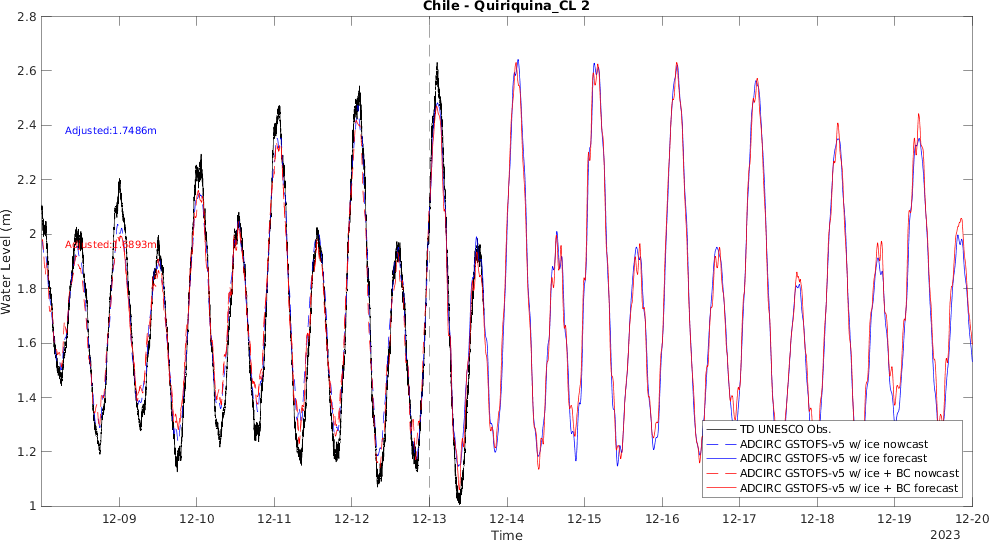 Chile - Quiriquina_CL 2
2.8
2.6
2.4
2.2
2
1.8
1.6
1.4
1.2
1
Water Level (m)
Adjusted:1.7486m
Adjusted:1.6893m
TD UNESCO Obs.
ADCIRC GSTOFS-v5 w/ ice nowcast
ADCIRC GSTOFS-v5 w/ ice forecast
ADCIRC GSTOFS-v5 w/ ice + BC nowcast
ADCIRC GSTOFS-v5 w/ ice + BC forecast
12-09 12-10 12-11 12-12 12-13 12-14 12-15 12-16 12-17 12-18 12-19 12-20
Time
2023